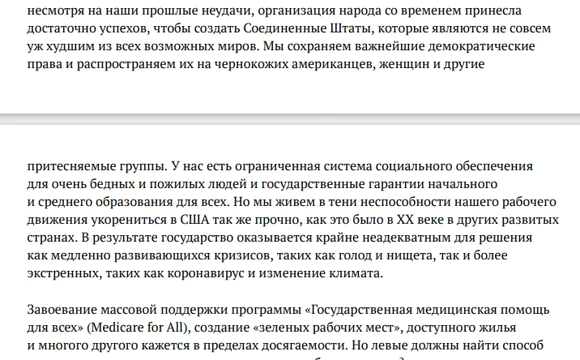 несмотря на наши прошлые неудачи, организация народа со временем принесла
достаточно успехов, чтобы создать Соединенные Штаты, которые являются не совсем
уж худшим из всех возможных миров. Мы сохраняем важнейшие демократические
права и распространяем их на чернокожих американцев, женщин и другие
притесняемые группы. У нас есть ограниченная система социального обеспечения
для очень бедных и пожилых людей и государственные гарантии начального
и среднего образования для всех. Но мы живем в тени неспособности нашего рабочего
движения укорениться в США так же прочно, как это было в XX веке в других развитых
странах. В результате государство оказывается крайне неадекватным для решения
как медленно развивающихся кризисов, таких как голод и нищета, так и более
экстренных, таких как коронавирус и изменение климата.
Завоевание массовой поддержки программы «Государственная медицинская помощь
для всех» (Medicare for All), создание «зеленых рабочих мест», доступного жилья
и многого другого кажется в пределах досягаемости. Но левые должны найти способ